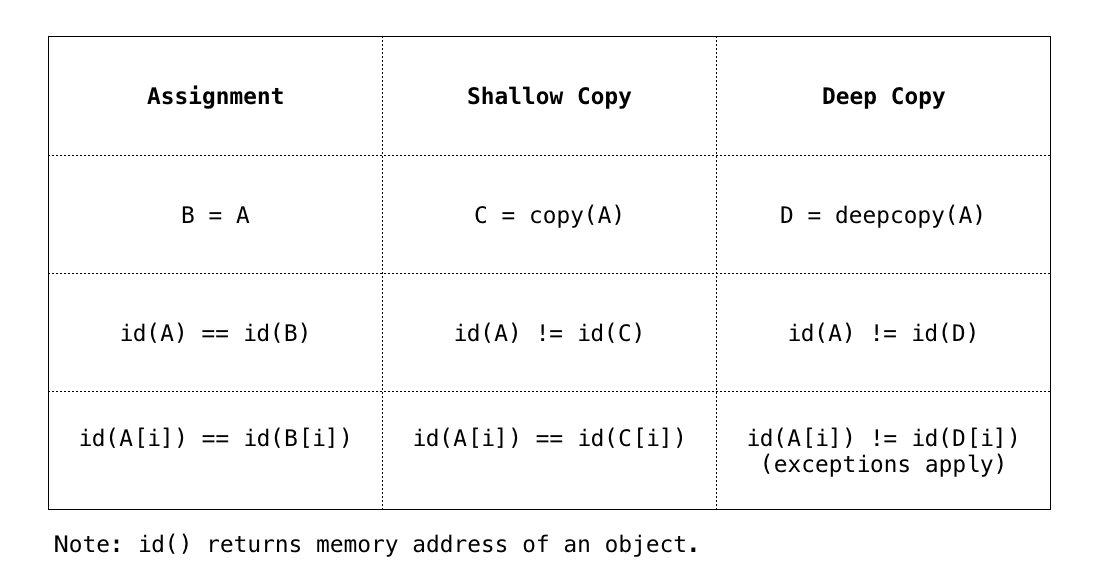 Assignment
Shallow Copy
Deep Copy
B = A
C = copy(A)
D = deepcopy(A)
id(A) == id(B)
id(A) != id(C)
id(A) != id(D)
id(A[i]) == id(B[i])
id(A[i]) == id(C[i])
id(A[i]) != id(D[i])
(exceptions apply)
Note: id() returns memory address of an object.